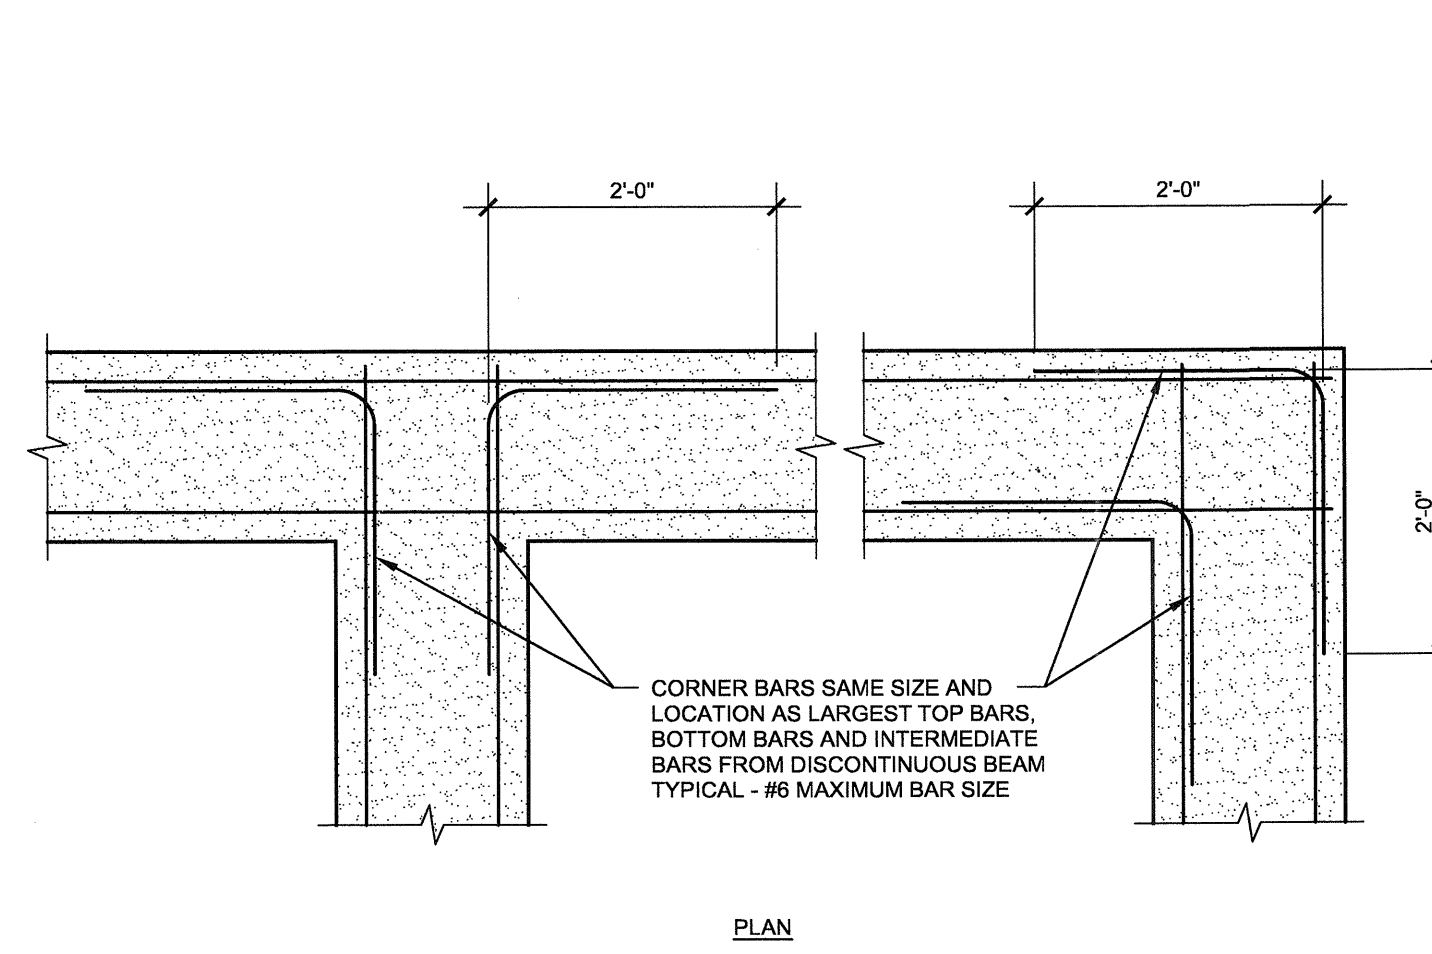 2'-0"
2'-0"
2'-0"
CORNER BARS SAME SIZE AND
LOCATION AS LARGEST TOP BARS,
BOTTOM BARS AND INTERMEDIATE
BARS FROM DISCONTINUOUS BEAM
TYPICAL - #6 MAXIMUM BAR SIZE
PLAN